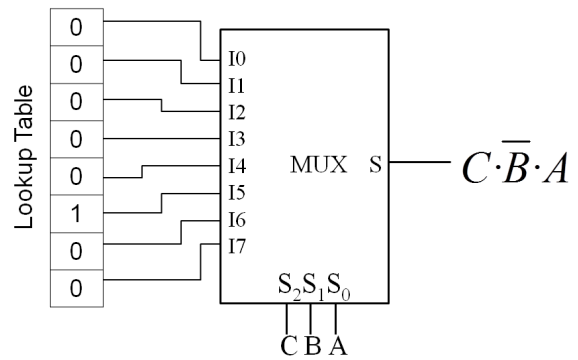 Lookup Table
0
0
0
0
0
1
0
0
I0
I1
I2
I3
I4
I5
I6
I7
MUX
S
S₂S₁S₀
C B A
C·B̅·A